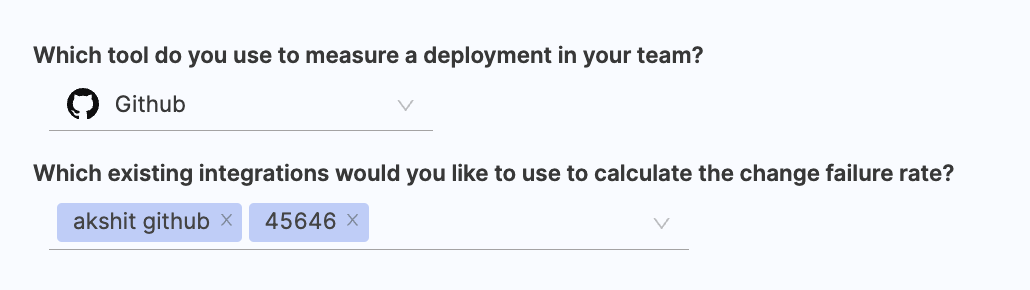 Which tool do you use to measure a deployment in your team?
Github
Which existing integrations would you like to use to calculate the change failure rate?
akshit github 45646